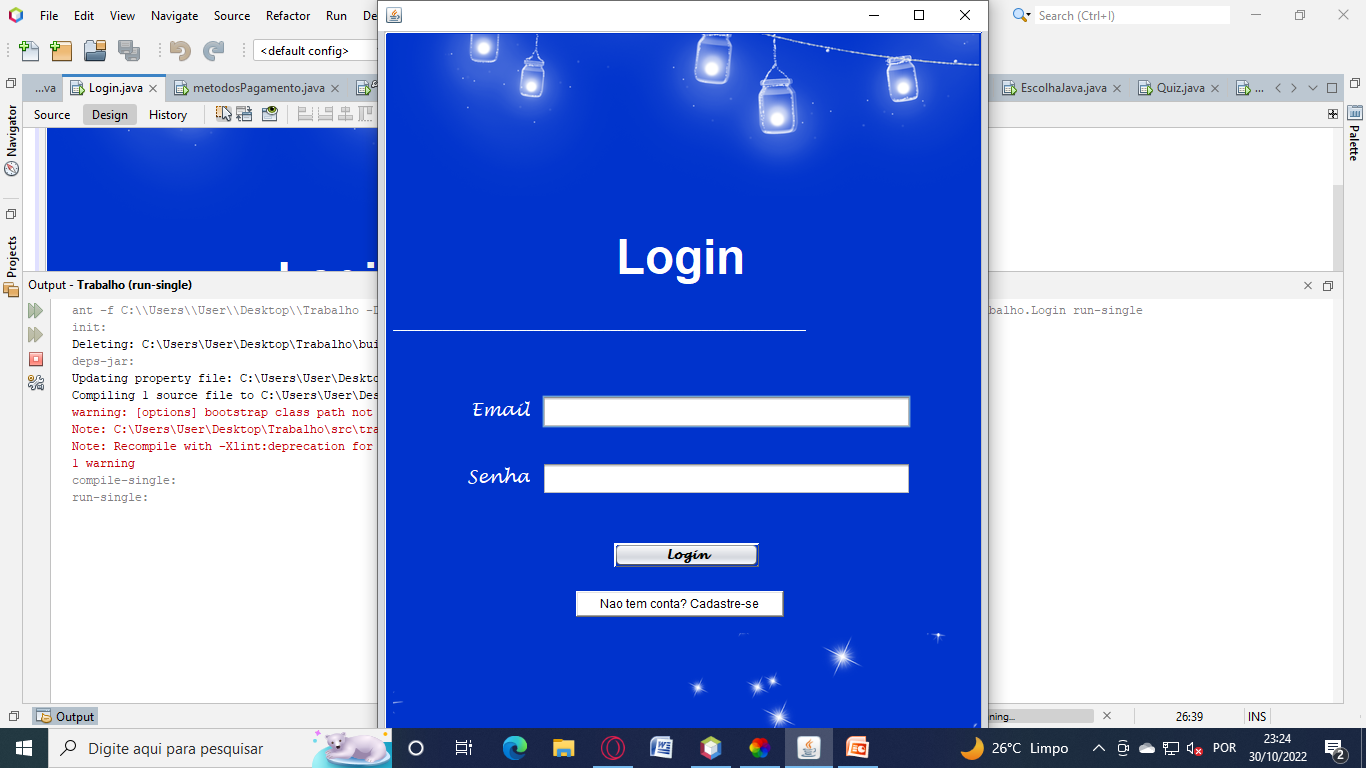 File Edit View Navigate Source Refactor Run
Search (Ctrl+I)
<default config>
...va Login.java metodosPagamento.java EscolhaJava.java Quiz.java ...
Source Design History
Navigator
Projects
Palette
Login
Output - Trabalho (run-single)
ant -f C:\\Users\\User\\Desktop\\Trabalho balho.Login run-single
init:
Deleting: C:\Users\User\Desktop\Trabalho\bui
deps-jar:
Updating property file: C:\Users\User\Deskto
Compiling 1 source file to C:\Users\User\Des
warning: [options] bootstrap class path not
Note: C:\Users\User\Desktop\Trabalho\src\tra
Note: Recompile with -Xlint:deprecation for
1 warning
compile-single:
run-single:
Email
Senha
Login
Nao tem conta? Cadastre-se
Output
ning...
26:39 INS
Digite aqui para pesquisar
26°C Limpo
POR
23:24
30/10/2022
2